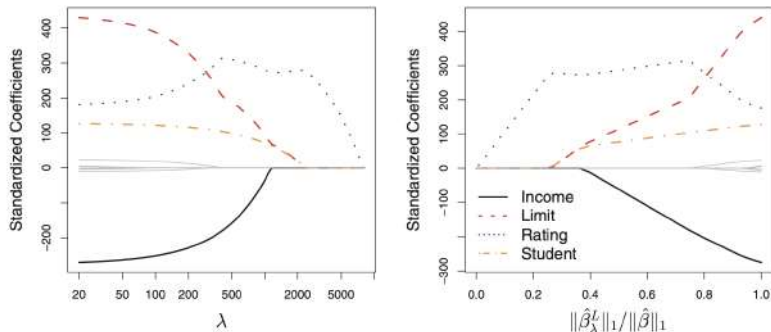 Standardized Coefficients
400
300
200
100
0
-200
20 50 100 200 500 2000 5000
λ
Standardized Coefficients
400
300
200
100
0
-100
-300
Income
Limit
Rating
Student
0.0 0.2 0.4 0.6 0.8 1.0
‖β̂λᴸ‖₁/‖β̂‖₁